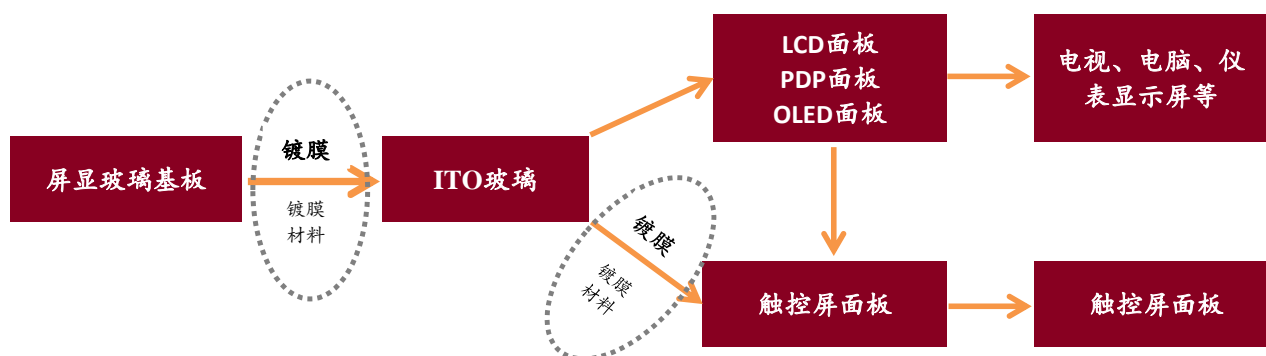 屏显玻璃基板
镀膜
镀膜
材料
ITO玻璃
LCD面板
PDP面板
OLED面板
电视、电脑、仪
表显示屏等
镀膜
镀膜
材料
触控屏面板
触控屏面板